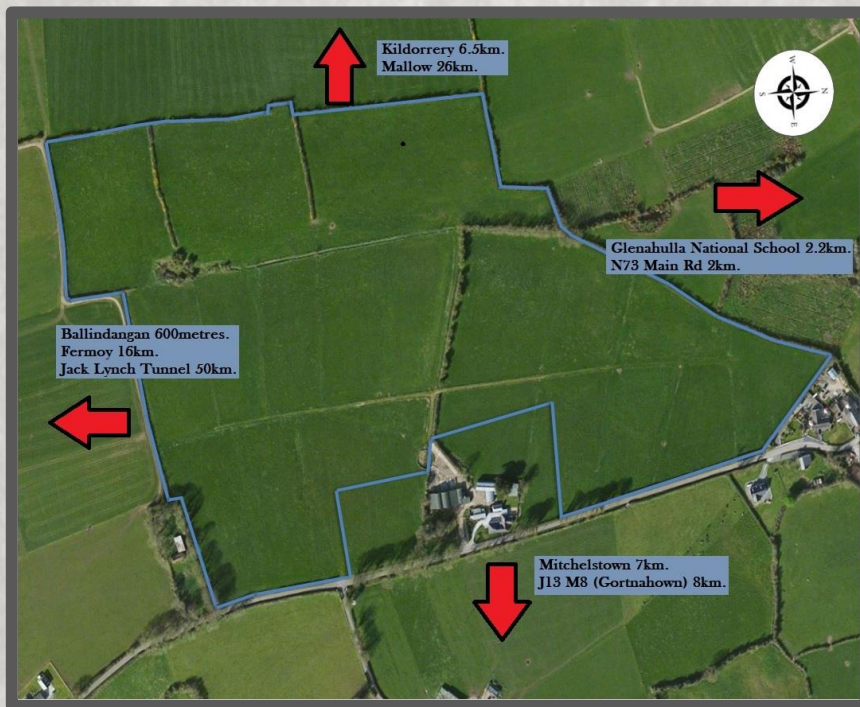 Kildorrery 6.5km.
Mallow 26km.
W
N
S
E
Glenahulla National School 2.2km.
N73 Main Rd 2km.
Ballindangan 600metres.
Fermoy 16km.
Jack Lynch Tunnel 50km.
Mitchelstown 7km.
J13 M8 (Gortnahown) 8km.